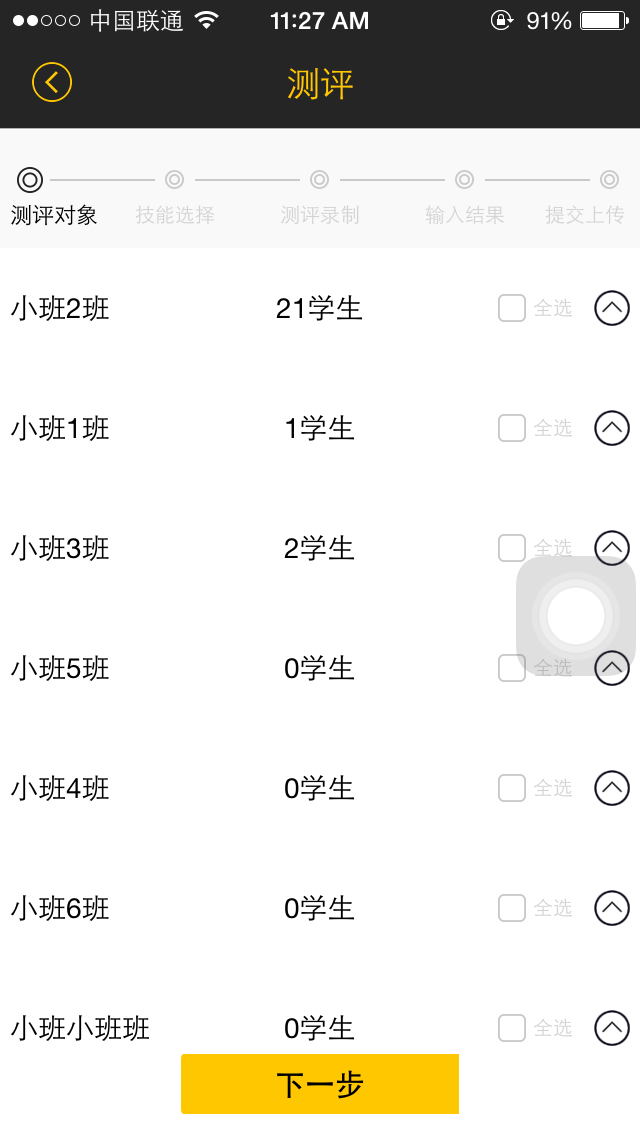 中国联通 11:27 AM 91%
测评
测评对象 技能选择 测评录制 输入结果 提交上传
小班2班 21学生 全选
小班1班 1学生 全选
小班3班 2学生 全选
小班5班 0学生 全选
小班4班 0学生 全选
小班6班 0学生 全选
小班小班班 0学生 全选
下一步